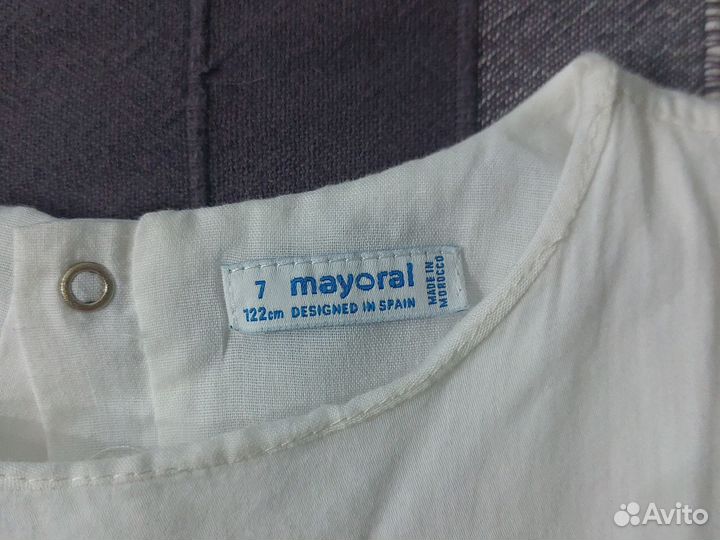 7 mayoral
122cm DESIGNED IN SPAIN
MADE IN
MOROCCO
Avito